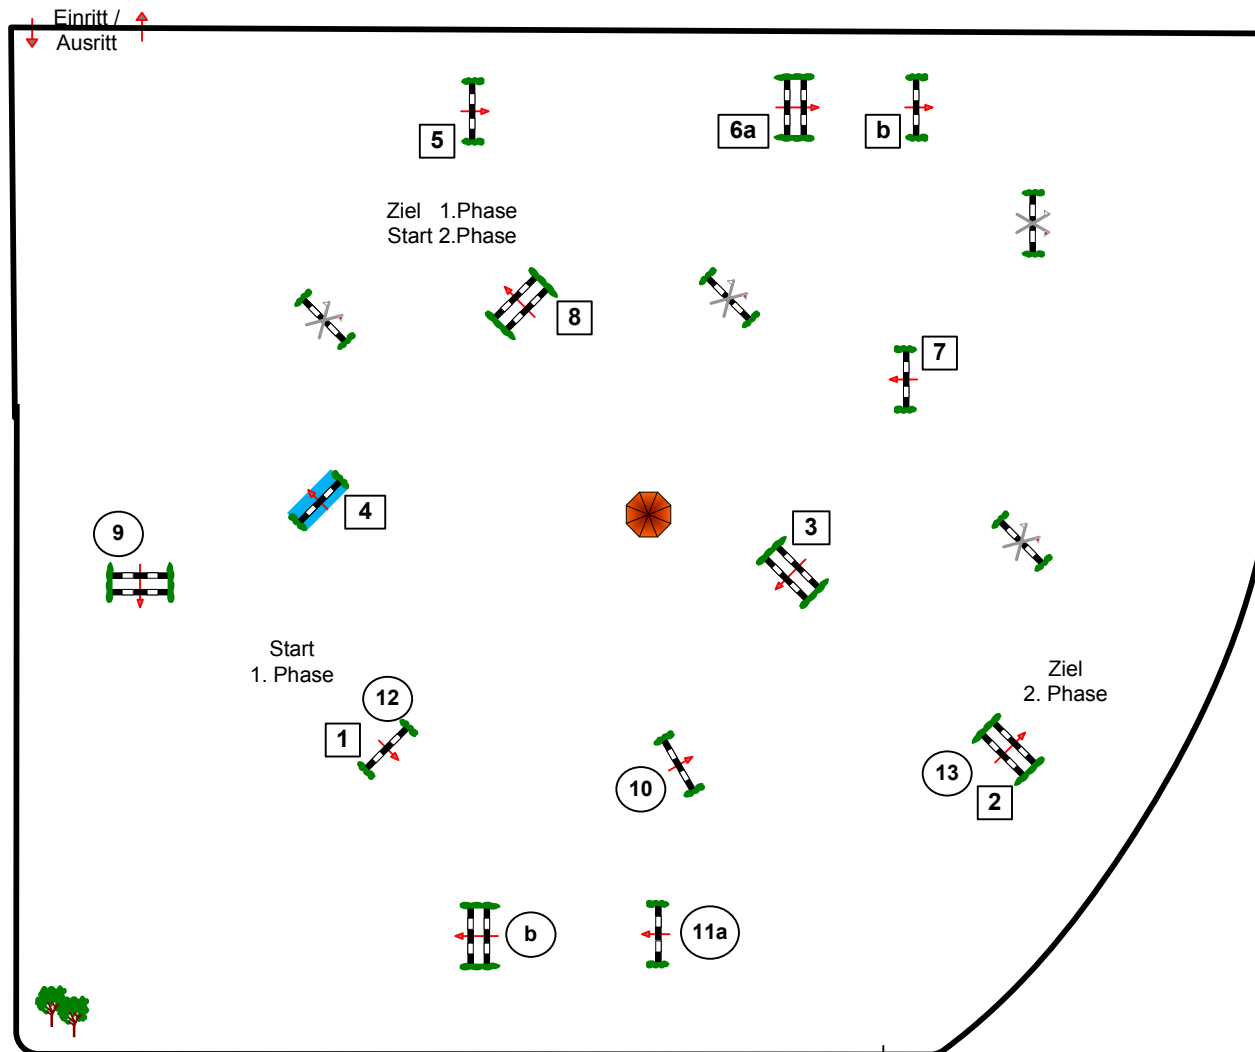 Einritt /
Ausritt
5
6a
b
Ziel 1.Phase
Start 2.Phase
8
7
4
9
3
Start
1. Phase
Ziel
2. Phase
12
1
10
13
2
b
11a